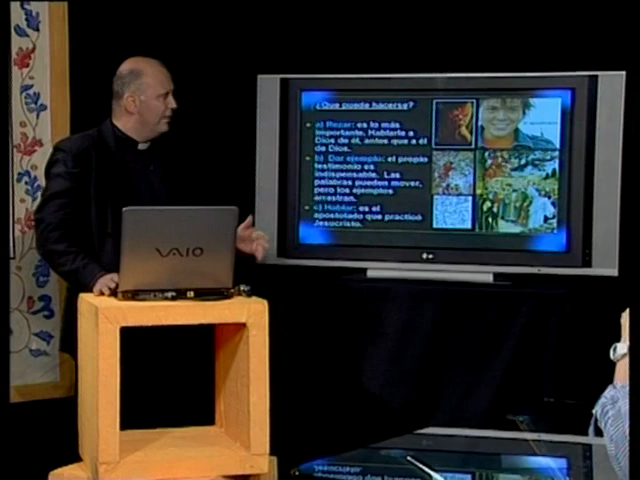 ¿Que puede hacerse?
a) Rezar: es lo más
importante. Hablarle a
Dios de él, antes que a él
de Dios.
b) Dar ejemplo: el propio
testimonio es
indispensable. Las
palabras pueden mover,
pero los ejemplos
arrastran.
c) Hablar: es el
apostolado que practicó
Jesucristo.
VAIO
LG